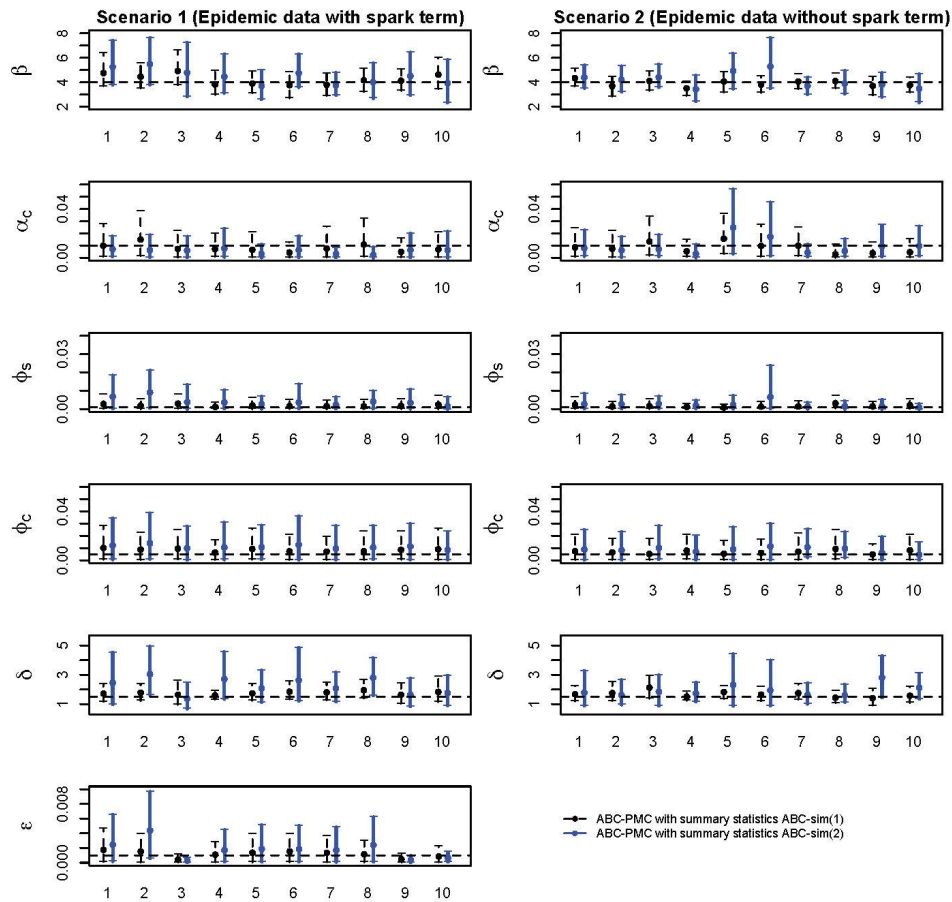 Scenario 1 (Epidemic data with spark term)
β
8
6
4
2
1 2 3 4 5 6 7 8 9 10
α_c
0.04
0.00
1 2 3 4 5 6 7 8 9 10
ϕ_s
0.03
0.00
1 2 3 4 5 6 7 8 9 10
ϕ_c
0.04
0.00
1 2 3 4 5 6 7 8 9 10
δ
5
3
1
1 2 3 4 5 6 7 8 9 10
ε
0.008
0.000
1 2 3 4 5 6 7 8 9 10
Scenario 2 (Epidemic data without spark term)
β
8
6
4
2
1 2 3 4 5 6 7 8 9 10
α_c
0.04
0.00
1 2 3 4 5 6 7 8 9 10
ϕ_s
0.03
0.00
1 2 3 4 5 6 7 8 9 10
ϕ_c
0.04
0.00
1 2 3 4 5 6 7 8 9 10
δ
5
3
1
1 2 3 4 5 6 7 8 9 10
ABC-PMC with summary statistics ABC-sim(1)
ABC-PMC with summary statistics ABC-sim(2)